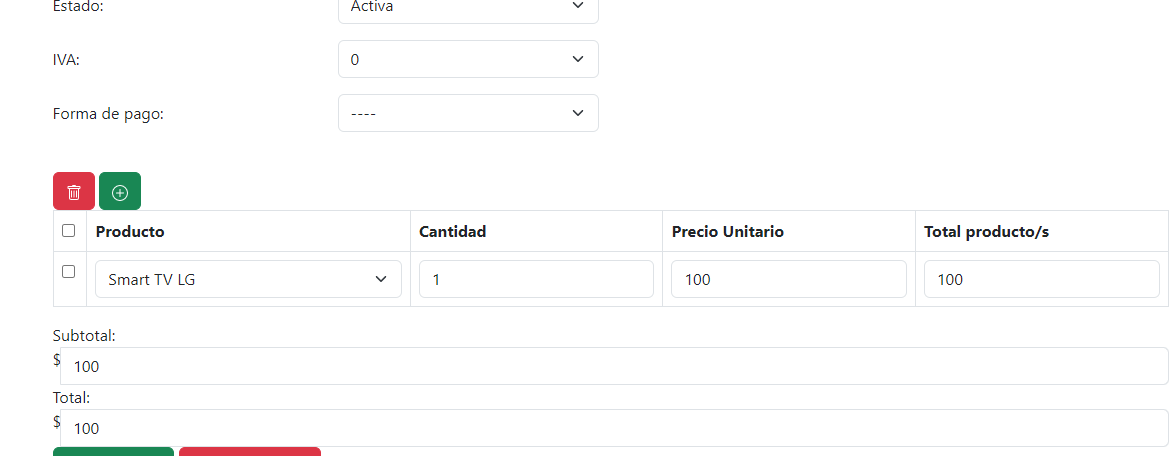 Estado: Activa
IVA: 0
Forma de pago: ----
Producto Cantidad Precio Unitario Total producto/s
Smart TV LG 1 100 100
Subtotal:
$ 100
Total:
$ 100